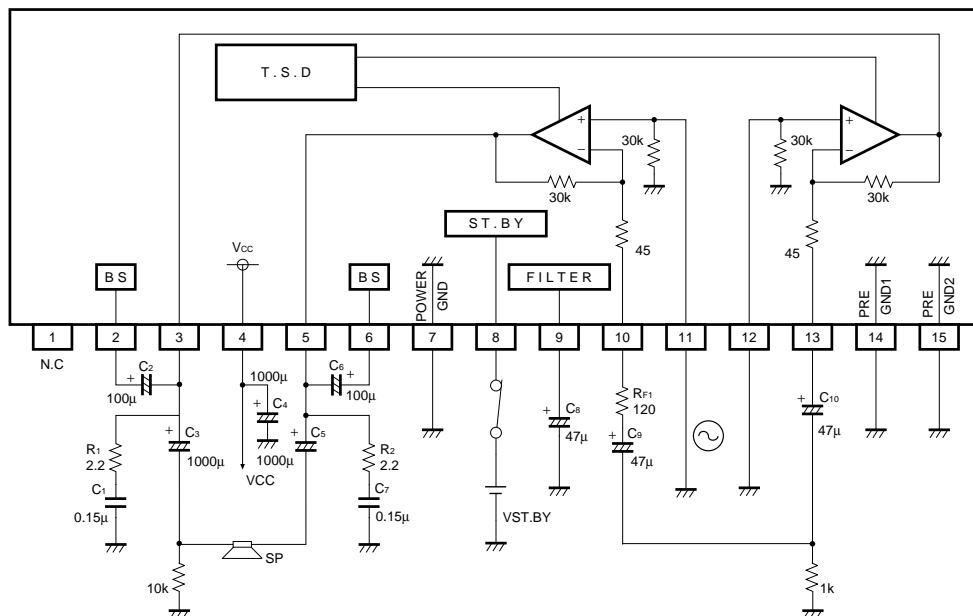 T.S.D
+
−
30k
30k
45
+
−
30k
30k
45
ST.BY
VCC
BS
BS
POWER
GND
FILTER
PRE
GND1
PRE
GND2
1
2
3
4
5
6
7
8
9
10
11
12
13
14
15
N.C
+ C2
100μ
1000μ
+ C4
C6 +
100μ
RF1
120
+ C10
47μ
+ C3
1000μ
1000μ
+ C5
+ C8
47μ
+ C9
47μ
R1
2.2
R2
2.2
VCC
C1
0.15μ
C7
0.15μ
VST.BY
SP
10k
1k